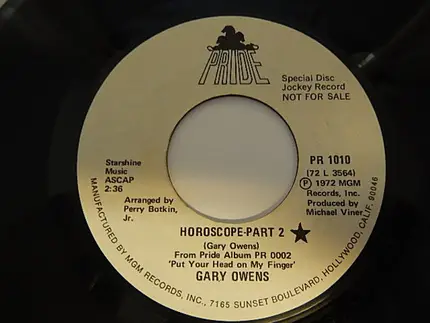 PRIDE
Special Disc
Jockey Record
NOT FOR SALE
Starshine
Music
ASCAP
2:36
PR 1010
(72 L 3564)
Ⓟ 1972 MGM
Records, Inc.
Produced by
Michael Viner
Arranged by
Perry Botkin,
Jr.
HOROSCOPE-PART 2 ★
(Gary Owens)
From Pride Album PR 0002
'Put Your Head on My Finger'
GARY OWENS
MANUFACTURED BY MGM RECORDS, INC., 7165 SUNSET BOULEVARD, HOLLYWOOD, CALIF. 90046